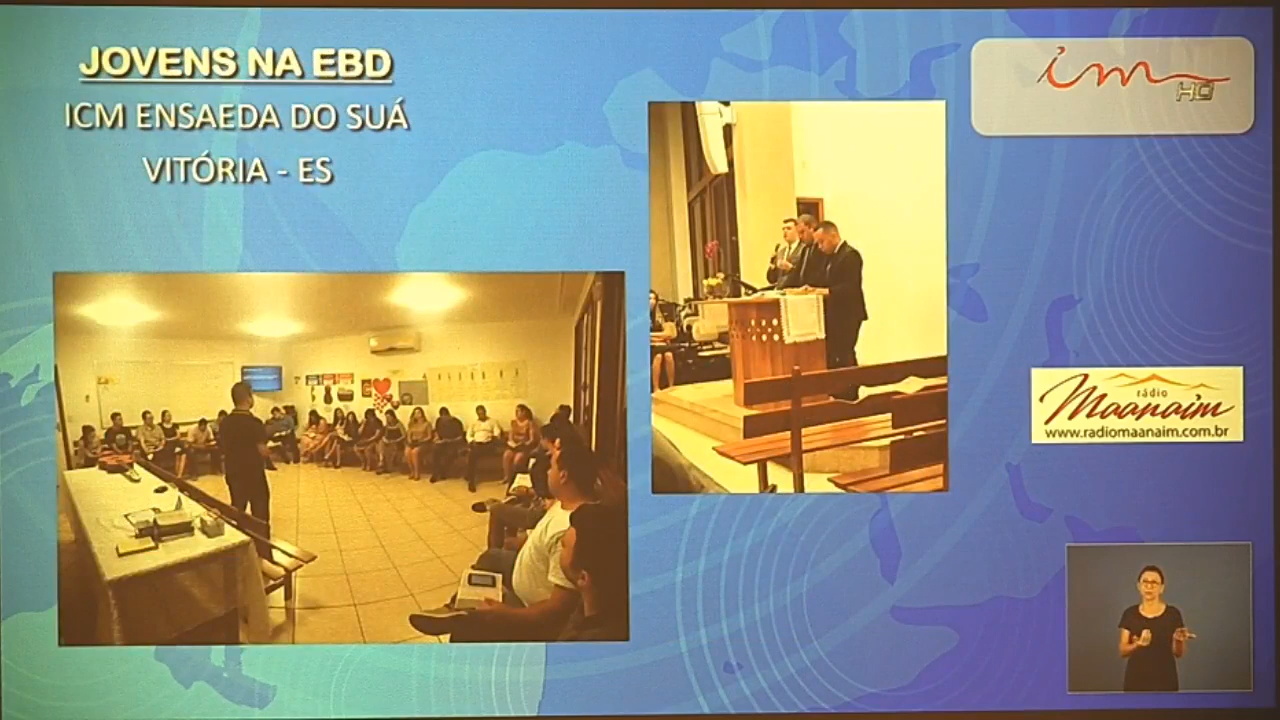 JOVENS NA EBD
ICM ENSAEDA DO SUÁ
VITÓRIA - ES
im
HD
rádio
Maanaim
www.radiomaanaim.com.br